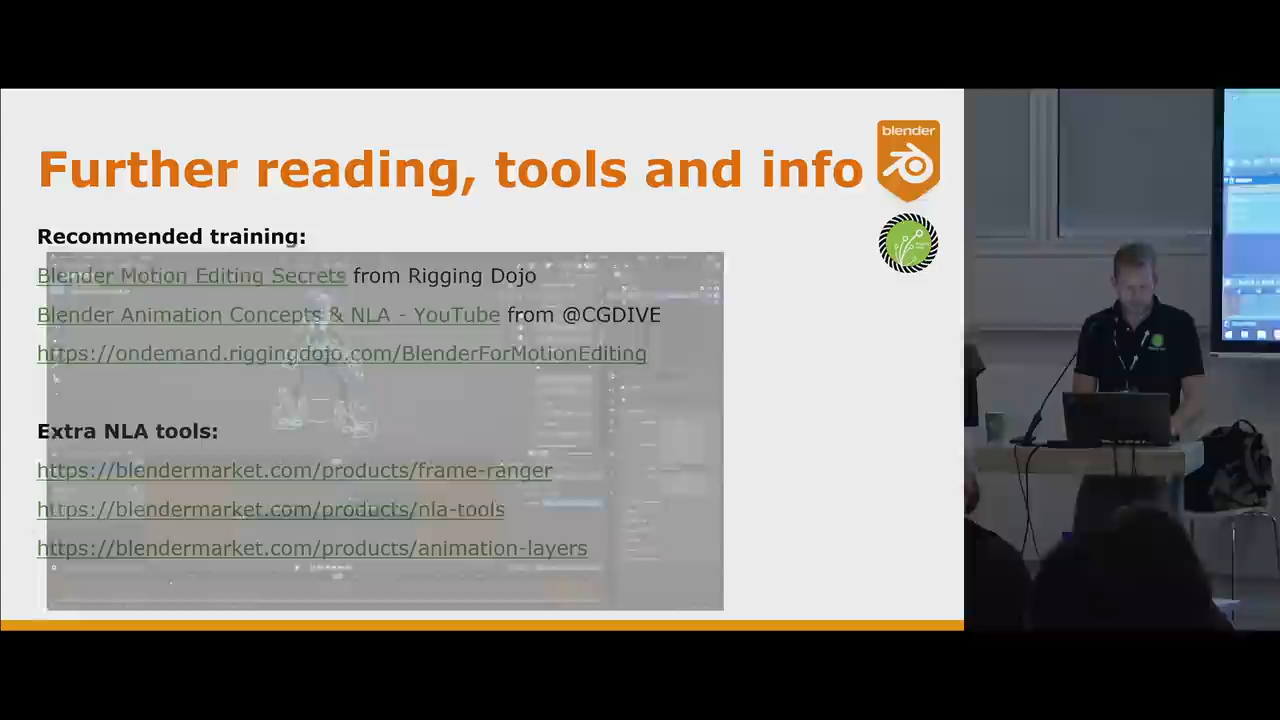 Further reading, tools and info
blender
Recommended training:
Blender Motion Editing Secrets from Rigging Dojo
Blender Animation Concepts & NLA - YouTube from @CGDIVE
https://ondemand.riggingdojo.com/BlenderForMotionEditing
Extra NLA tools:
https://blendermarket.com/products/frame-ranger
https://blendermarket.com/products/nla-tools
https://blendermarket.com/products/animation-layers